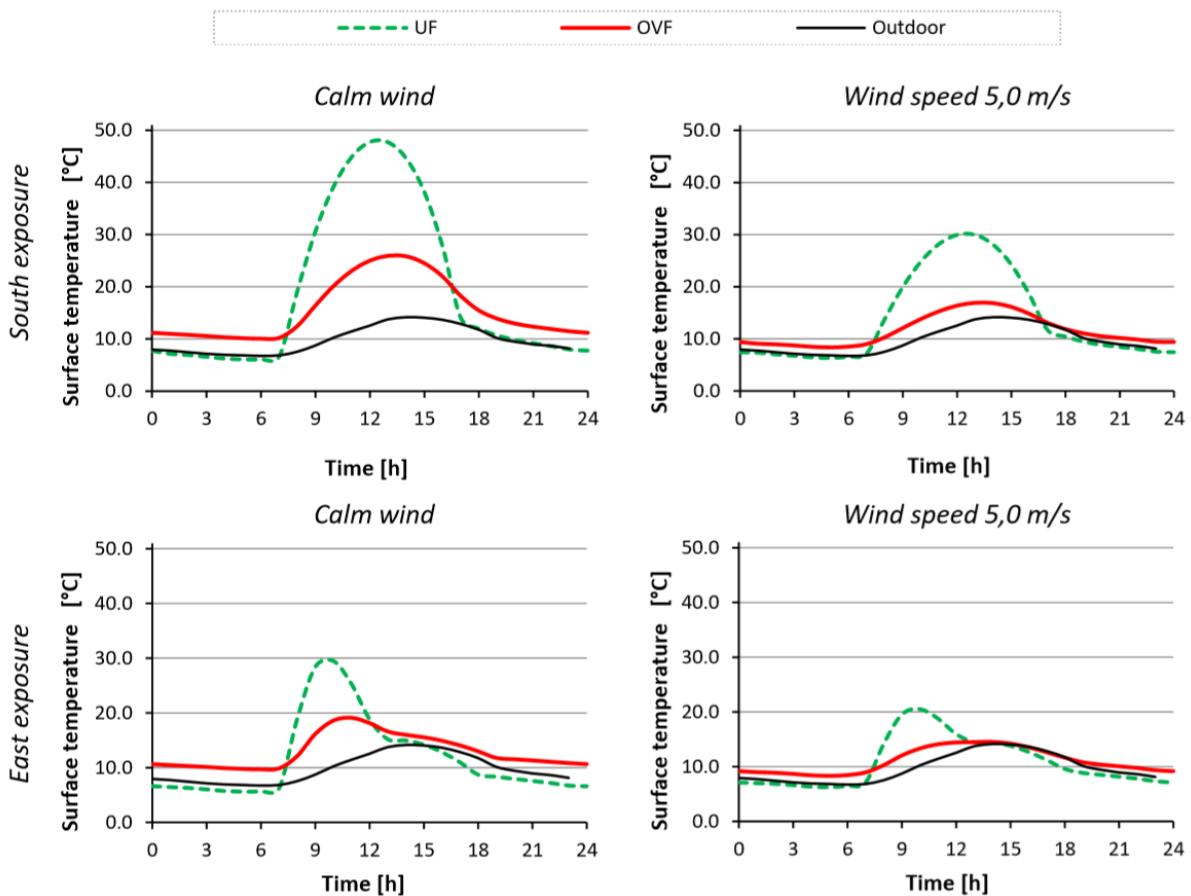 UF OVF Outdoor
South exposure
Calm wind
Surface temperature [°C]
50.0
40.0
30.0
20.0
10.0
0.0
0 3 6 9 12 15 18 21 24
Time [h]
Wind speed 5,0 m/s
Surface temperature [°C]
50.0
40.0
30.0
20.0
10.0
0.0
0 3 6 9 12 15 18 21 24
Time [h]
East exposure
Calm wind
Surface temperature [°C]
50.0
40.0
30.0
20.0
10.0
0.0
0 3 6 9 12 15 18 21 24
Time [h]
Wind speed 5,0 m/s
Surface temperature [°C]
50.0
40.0
30.0
20.0
10.0
0.0
0 3 6 9 12 15 18 21 24
Time [h]